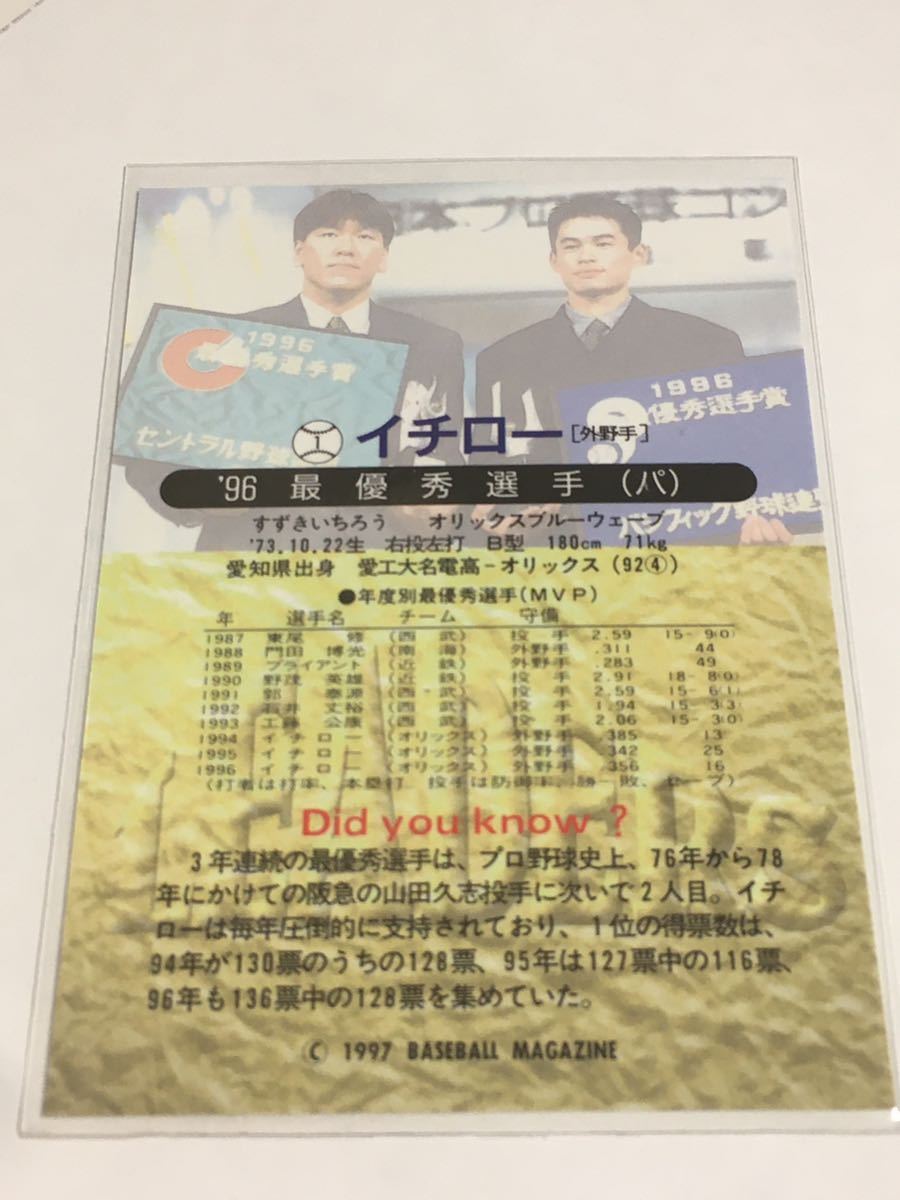 本プロ野球コン
1996
最優秀選手賞
セントラル野球
1996
優秀選手賞
パシフィック野球連
1 イチロー [外野手]
'96 最優秀選手 (パ)
すずきいちろう オリックスブルーウェーブ
'73.10.22生 右投左打 B型 180cm 71kg
愛知県出身 愛工大名電高－オリックス（92④）
●年度別最優秀選手(MVP)
年 選手名 チーム 守備
1987 東尾 修 (西武) 投手 2.59 15-9(0)
1988 門田 博光 (南海) 外野手 .311 44
1989 ブライアント (近鉄) 外野手 .283 49
1990 野茂 英雄 (近鉄) 投手 2.91 18-8(0)
1991 郭 泰源 (西武) 投手 2.59 15-6(1)
1992 石井 丈裕 (西武) 投手 1.94 15-3(3)
1993 工藤 公康 (西武) 投手 2.06 15-3(0)
1994 イチロー (オリックス) 外野手 .385 13
1995 イチロー (オリックス) 外野手 .342 25
1996 イチロー (オリックス) 外野手 .356 16
(打者は打率、本塁打 投手は防御率、勝－敗、セーブ)
LEADERS
Did you know ?
3年連続の最優秀選手は、プロ野球史上、76年から78
年にかけての阪急の山田久志投手に次いで2人目。イチ
ローは毎年圧倒的に支持されており、1位の得票数は、
94年が130票のうちの128票、95年は127票中の116票、
96年も136票中の128票を集めていた。
© 1997 BASEBALL MAGAZINE